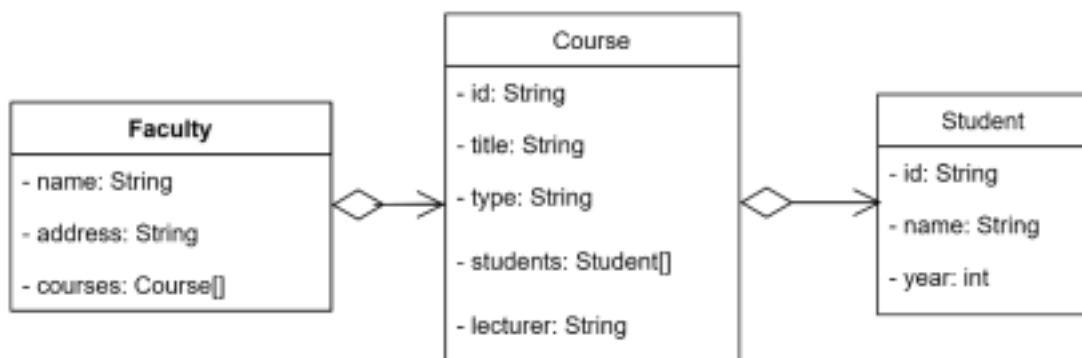 Faculty
- name: String
- address: String
- courses: Course[]
Course
- id: String
- title: String
- type: String
- students: Student[]
- lecturer: String
Student
- id: String
- name: String
- year: int